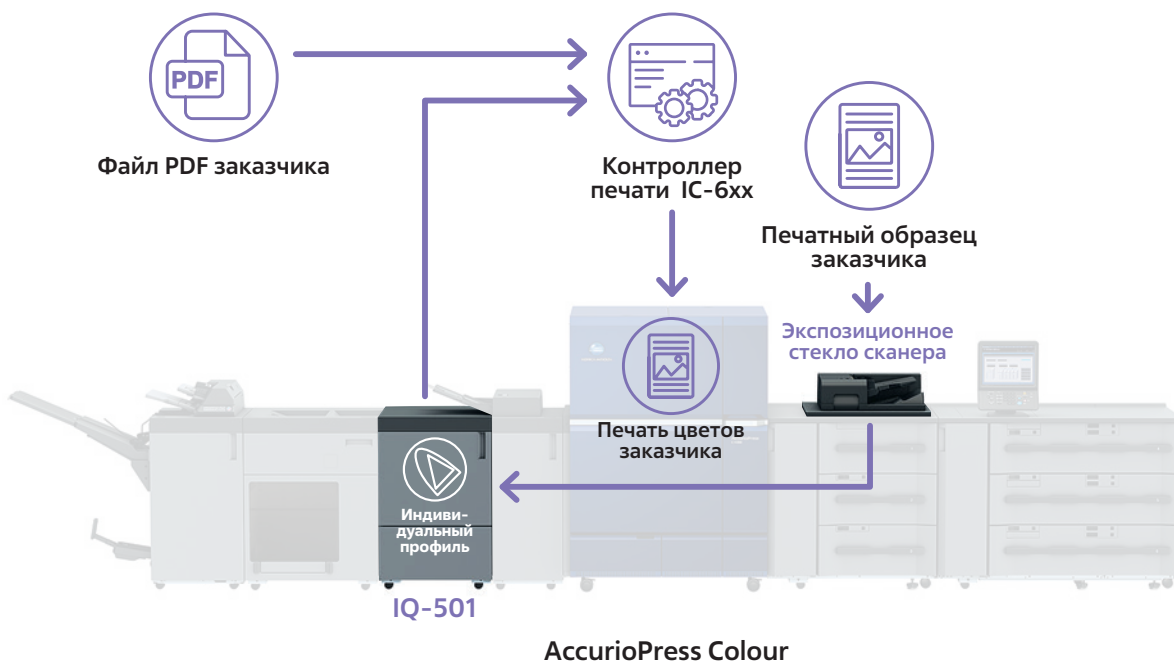 PDF
Файл PDF заказчика
Контроллер
печати IC-6xx
Печатный образец
заказчика
Экспозиционное
стекло сканера
Печать цветов
заказчика
Индиви-
дуальный
профиль
IQ-501
AccurioPress Colour